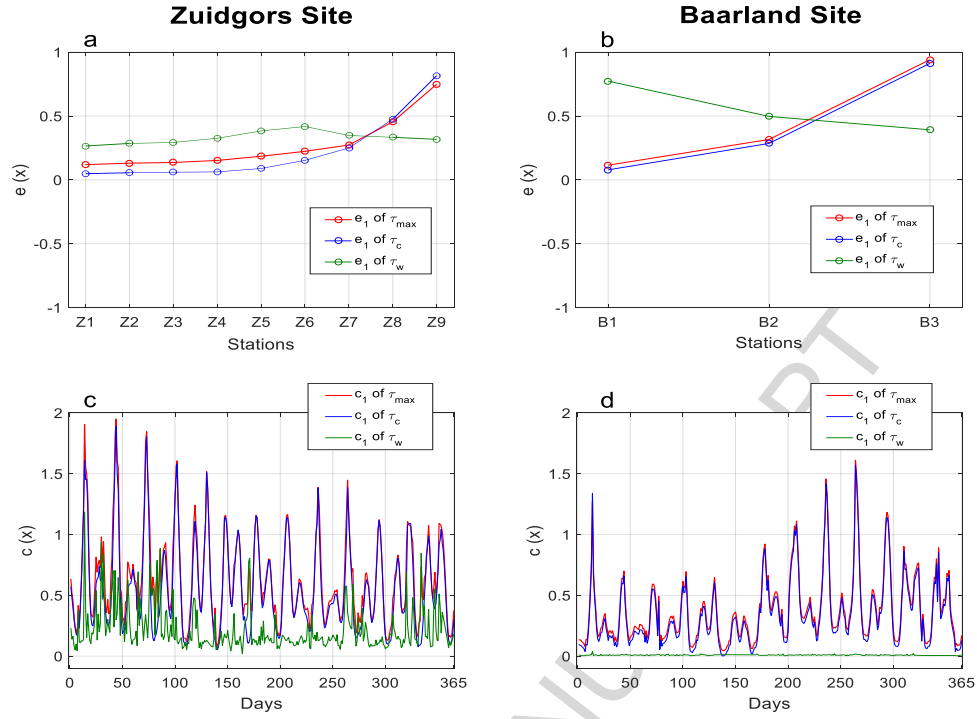 Zuidgors Site
Baarland Site
a
b
1
0.5
0
-0.5
-1
e (x)
e₁ of τmax
e₁ of τc
e₁ of τw
Z1 Z2 Z3 Z4 Z5 Z6 Z7 Z8 Z9
Stations
1
0.5
0
-0.5
-1
e (x)
e₁ of τmax
e₁ of τc
e₁ of τw
B1 B2 B3
Stations
c
d
c₁ of τmax
c₁ of τc
c₁ of τw
2
1.5
1
0.5
0
c (x)
0 50 100 150 200 250 300 365
Days
c₁ of τmax
c₁ of τc
c₁ of τw
2
1.5
1
0.5
0
c (x)
0 50 100 150 200 250 300 365
Days